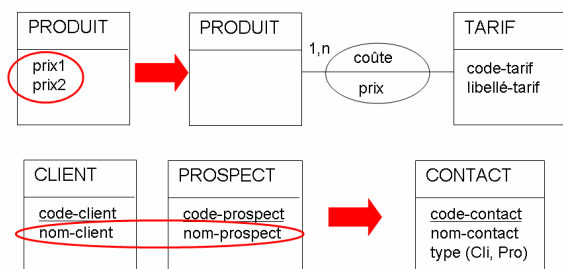 PRODUIT
prix1
prix2
PRODUIT
1,n
coûte
prix
TARIF
code-tarif
libellé-tarif
CLIENT
code-client
nom-client
PROSPECT
code-prospect
nom-prospect
CONTACT
code-contact
nom-contact
type (Cli, Pro)